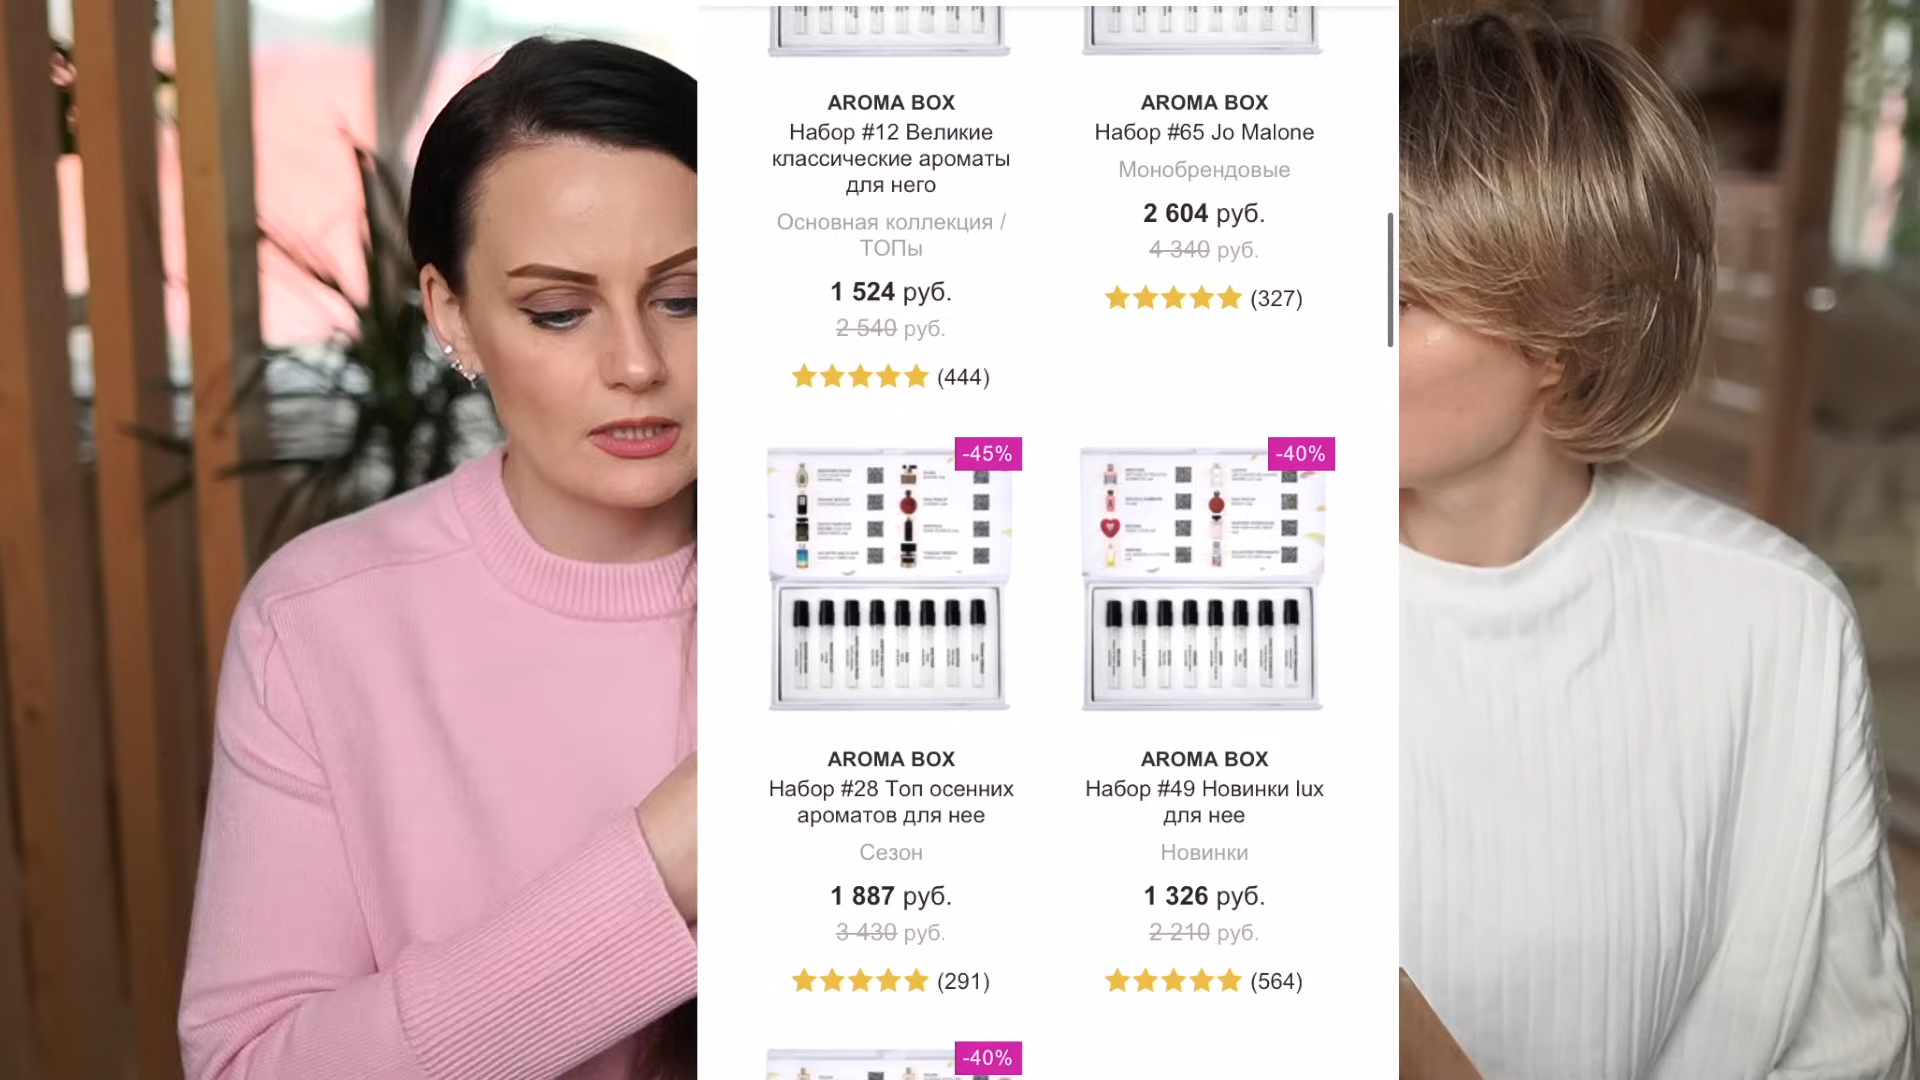 AROMA BOX
Набор #12 Великие
классические ароматы
для него
Основная коллекция /
ТОПы
1 524 руб.
2 540 руб.
(444)
AROMA BOX
Набор #65 Jo Malone
Монобрендовые
2 604 руб.
4 340 руб.
(327)
-45%
AROMA BOX
Набор #28 Топ осенних
ароматов для нее
Сезон
1 887 руб.
3 430 руб.
(291)
-40%
AROMA BOX
Набор #49 Новинки lux
для нее
Новинки
1 326 руб.
2 210 руб.
(564)
-40%